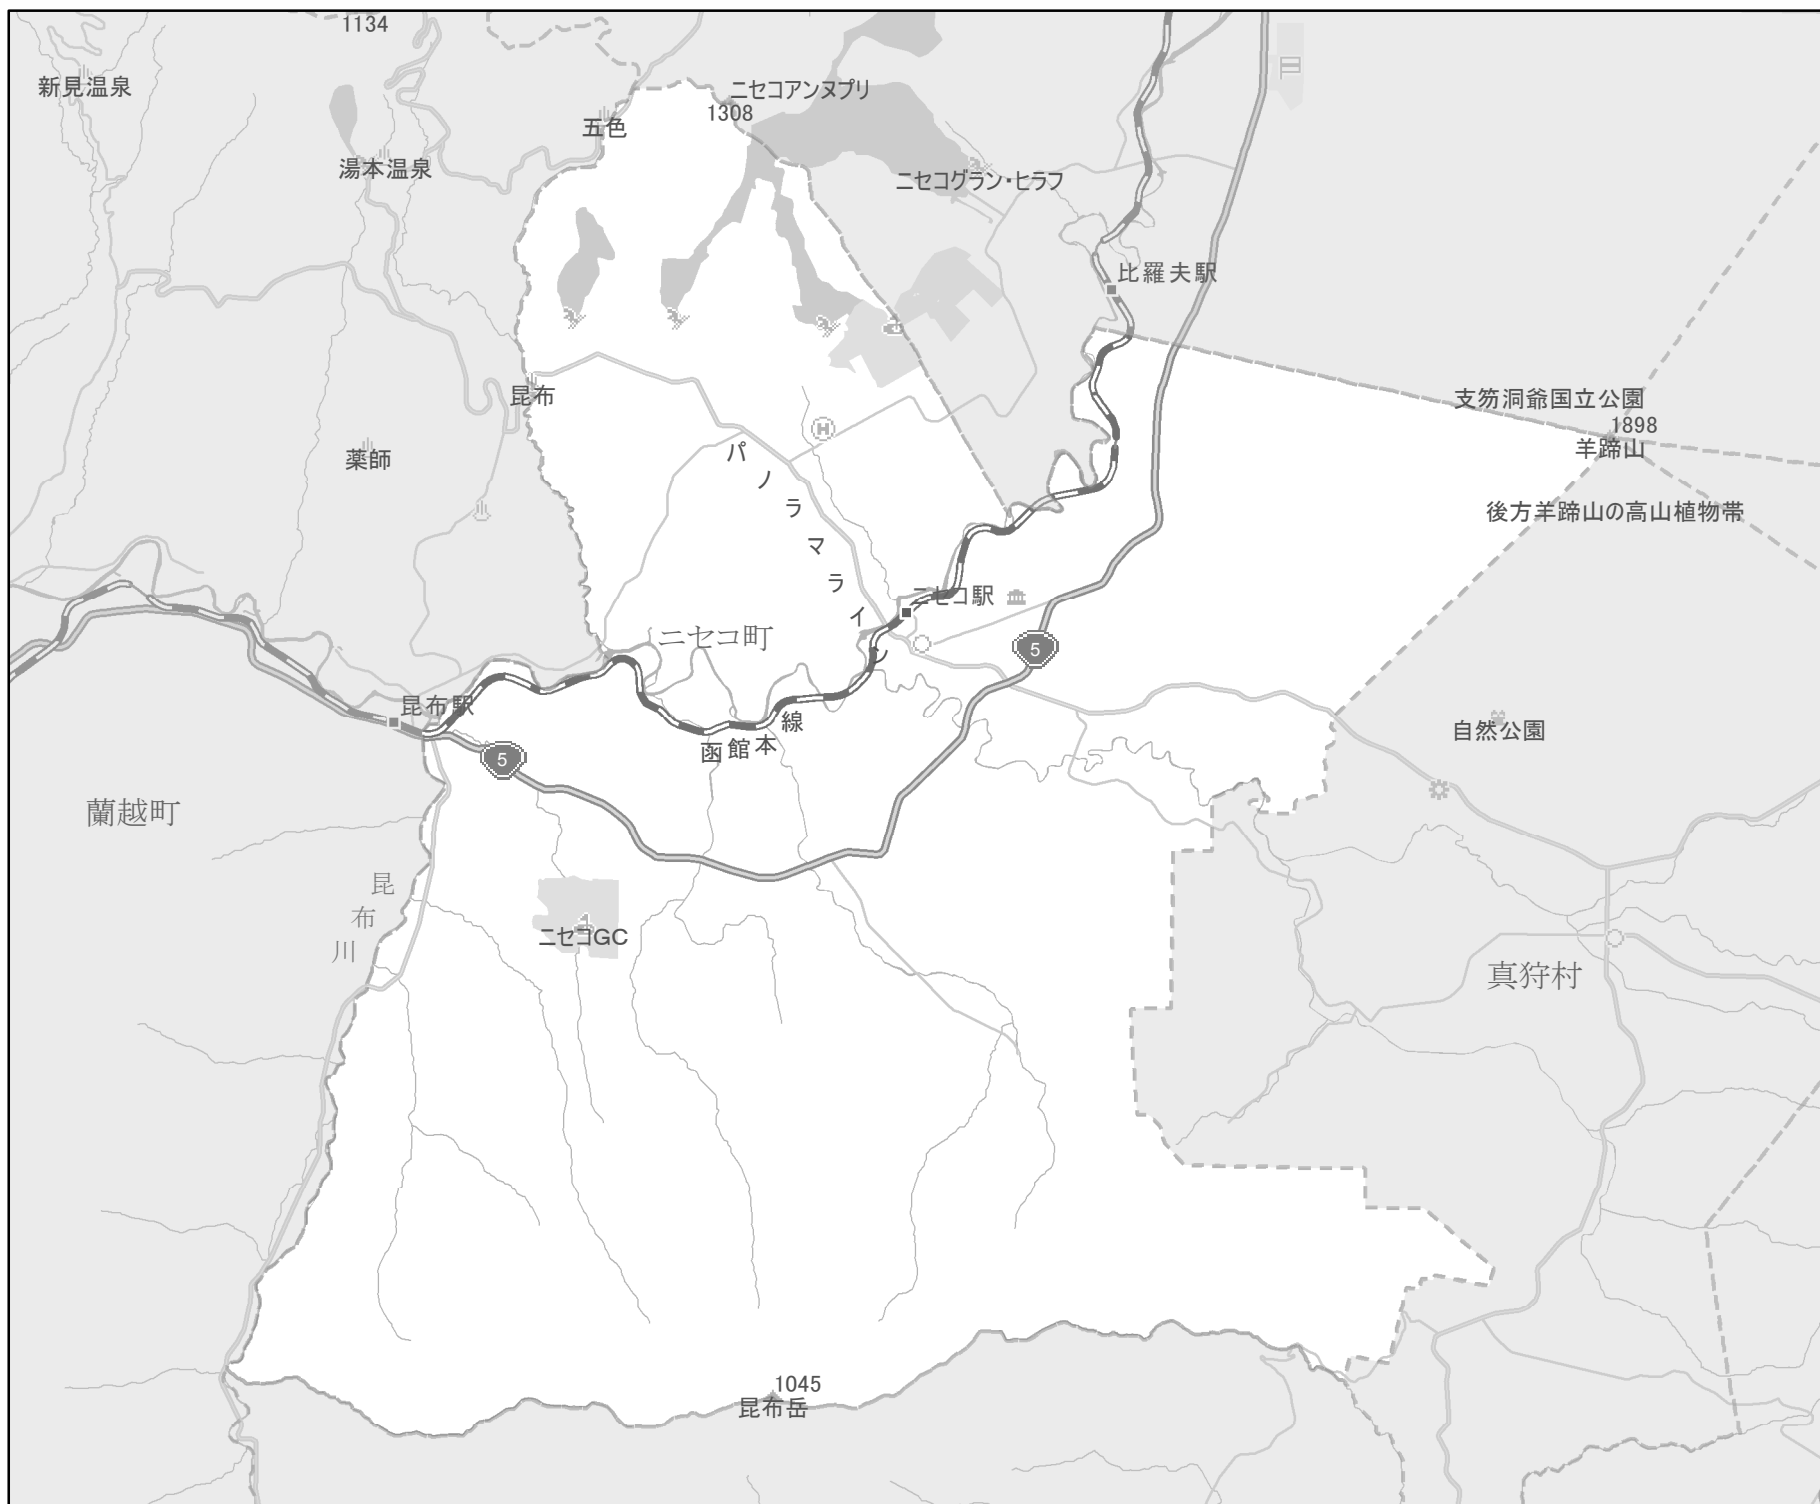 1134
新見温泉
ニセコアンヌプリ
1308
五色
湯本温泉
ニセコグラン・ヒラフ
比羅夫駅
昆布
支笏洞爺国立公園
1898
羊蹄山
H
薬師
パノラマライン
後方羊蹄山の高山植物帯
ニセコ駅
ニセコ町
5
昆布駅
函館本線
自然公園
5
蘭越町
昆布川
ニセコGC
真狩村
1045
昆布岳